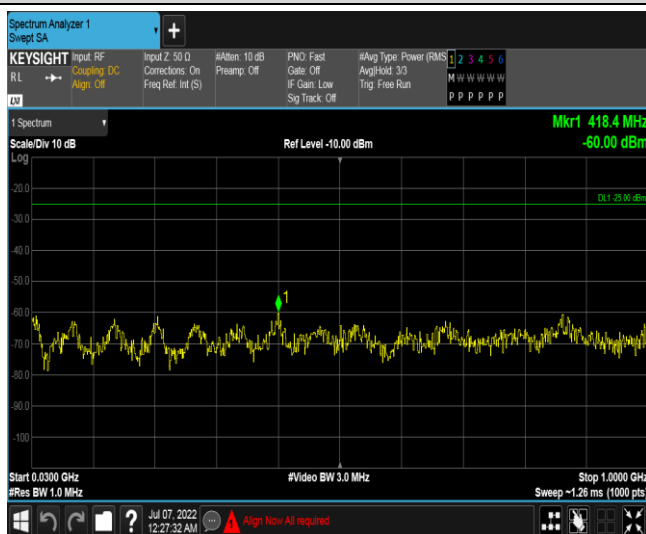 Spectrum Analyzer 1
Swept SA
+
KEYSIGHT
RL
LXI
Input: RF
Coupling: DC
Align: Off
Input Z: 50 Ω
Corrections: On
Freq Ref: Int (S)
#Atten: 10 dB
Preamp: Off
PNO: Fast
Gate: Off
IF Gain: Low
Sig Track: Off
#Avg Type: Power (RMS
Avg|Hold: 3/3
Trig: Free Run
1 2 3 4 5 6
M W W W W W
P P P P P P
1 Spectrum
Scale/Div 10 dB
Log
Ref Level -10.00 dBm
Mkr1 418.4 MHz
-60.00 dBm
DL1 -25.00 dBm
-20.0
-30.0
-40.0
-50.0
-60.0
-70.0
-80.0
-90.0
-100
1
Start 0.0300 GHz
#Res BW 1.0 MHz
#Video BW 3.0 MHz
Stop 1.0000 GHz
Sweep ~1.26 ms (1000 pts)
?
Jul 07, 2022
12:27:32 AM
Align Now All required